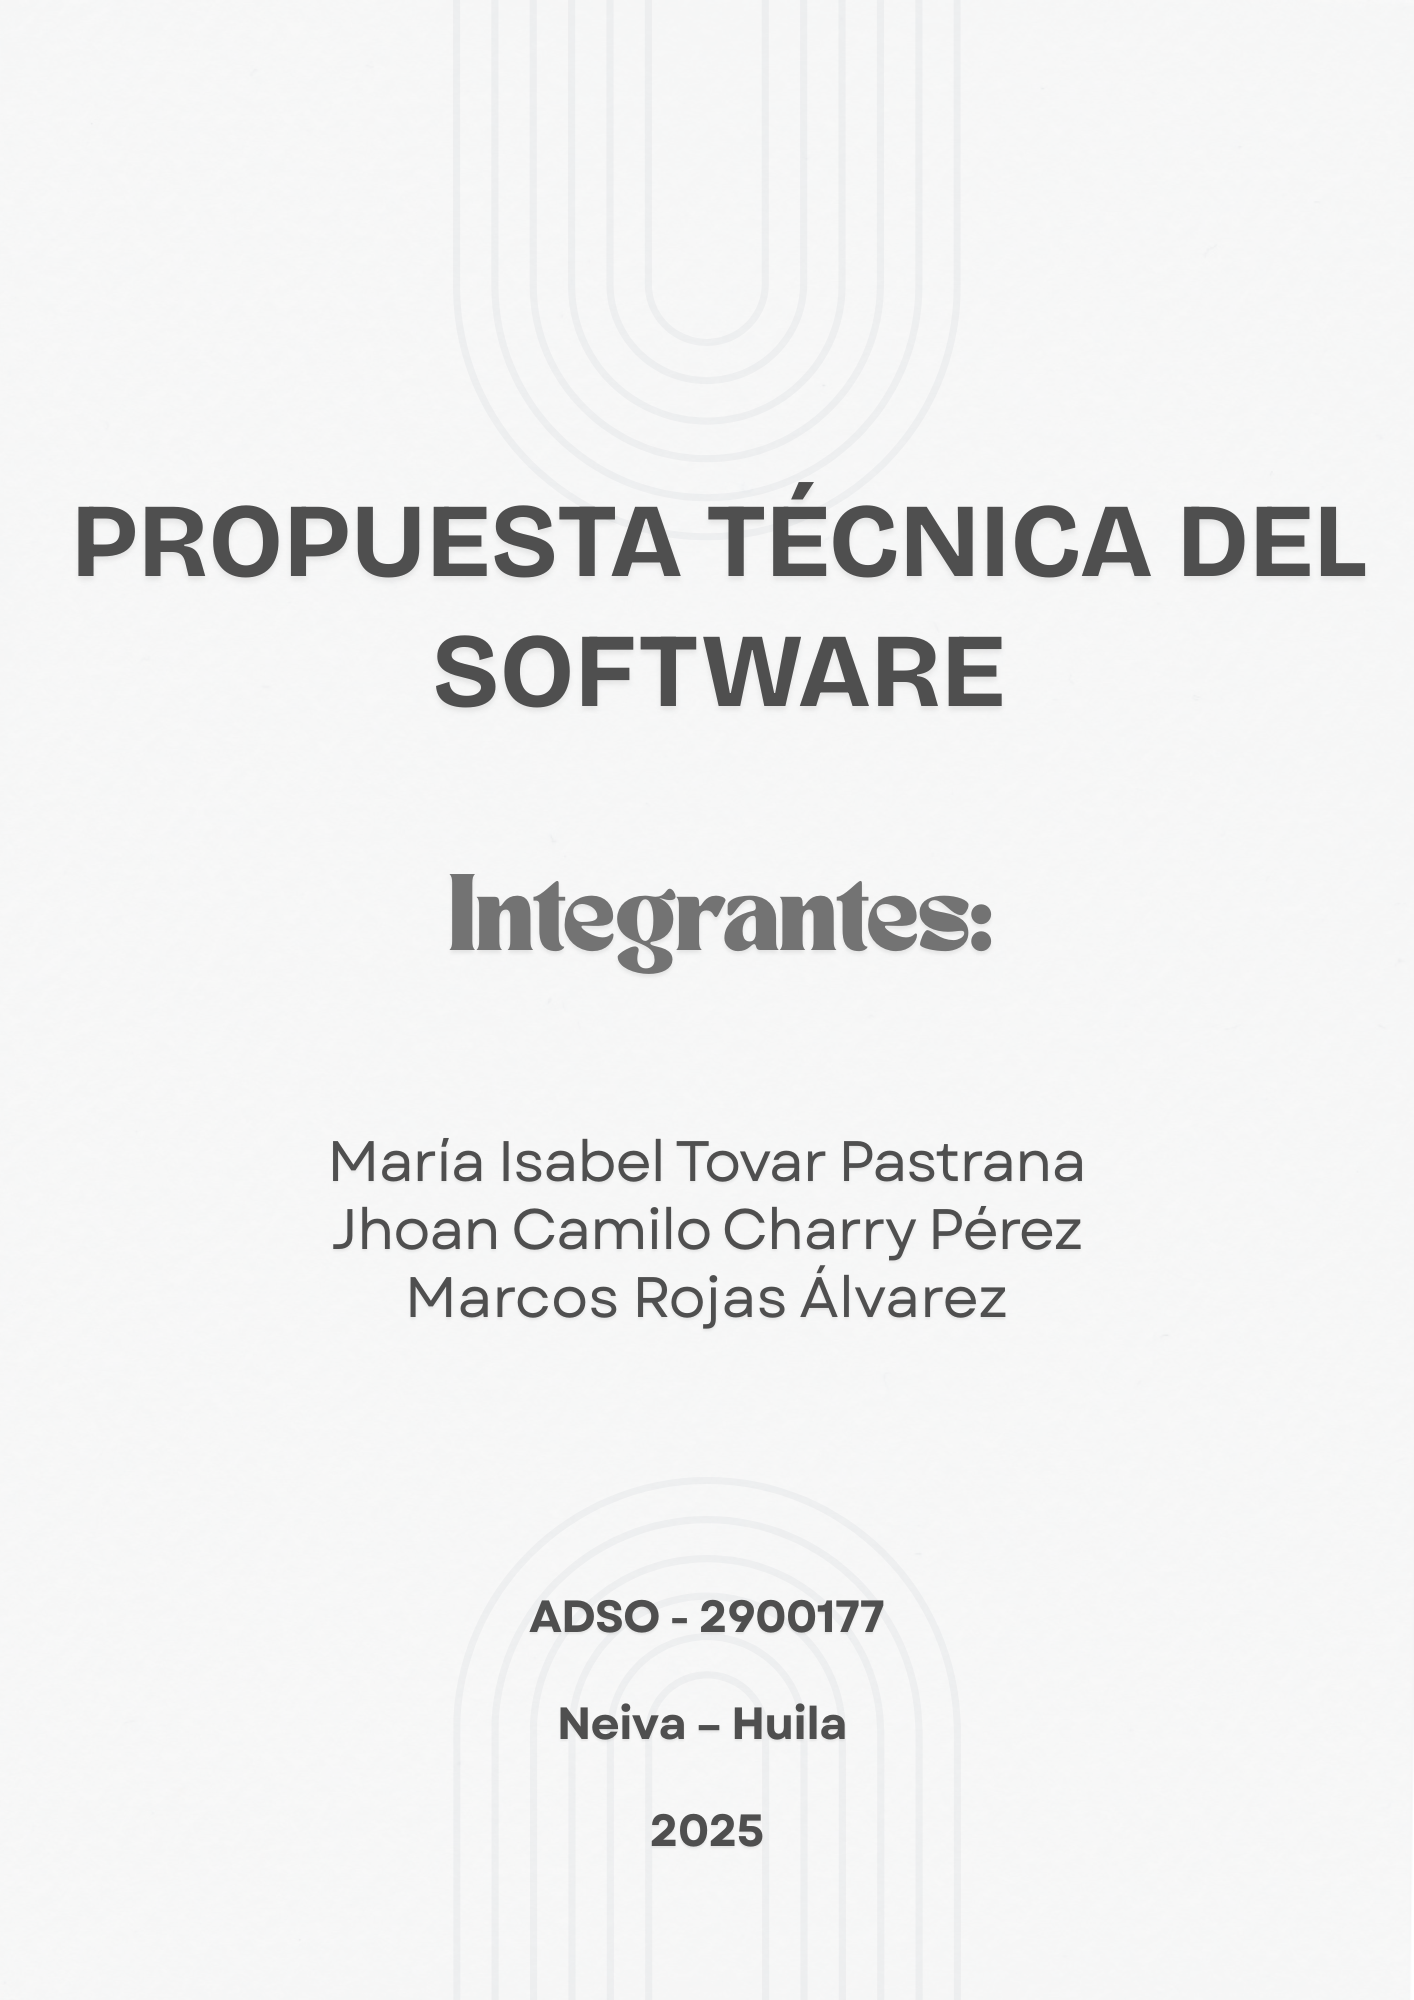 PROPUESTA TÉCNICA DEL
SOFTWARE
Integrantes:
María Isabel Tovar Pastrana
Jhoan Camilo Charry Pérez
Marcos Rojas Álvarez
ADSO - 2900177
Neiva – Huila
2025